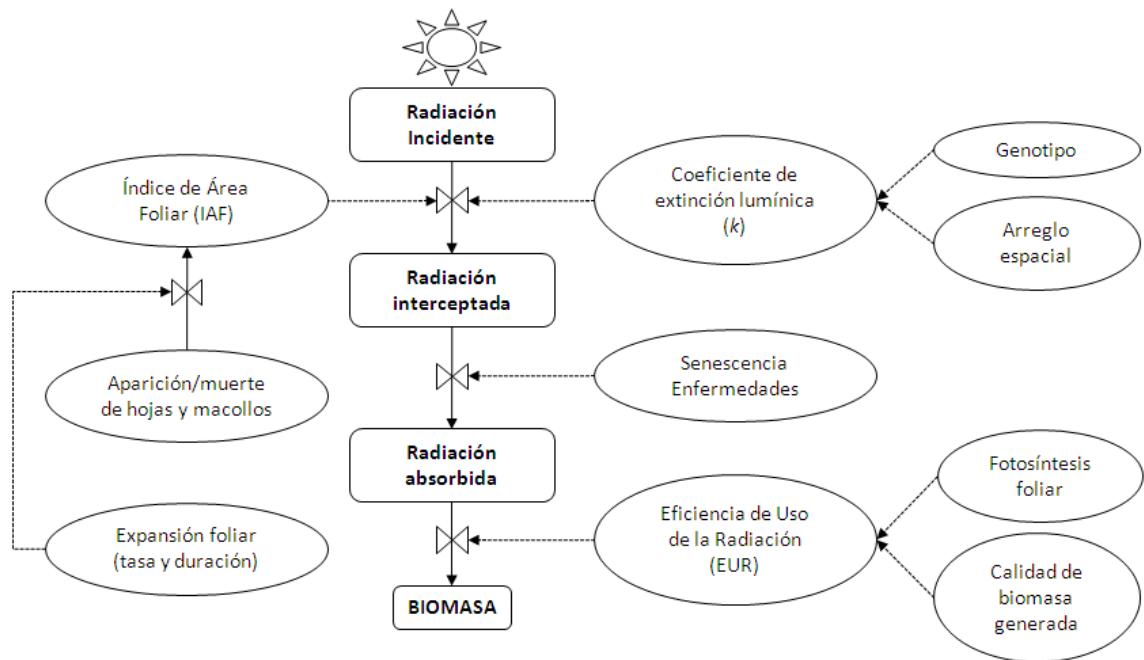 Radiación
Incidente
Índice de Área
Foliar (IAF)
Coeficiente de
extinción lumínica
(k)
Genotipo
Arreglo
espacial
Radiación
interceptada
Aparición/muerte
de hojas y macollos
Senescencia
Enfermedades
Radiación
absorbida
Expansión foliar
(tasa y duración)
Eficiencia de Uso
de la Radiación
(EUR)
Fotosíntesis
foliar
Calidad de
biomasa
generada
BIOMASA